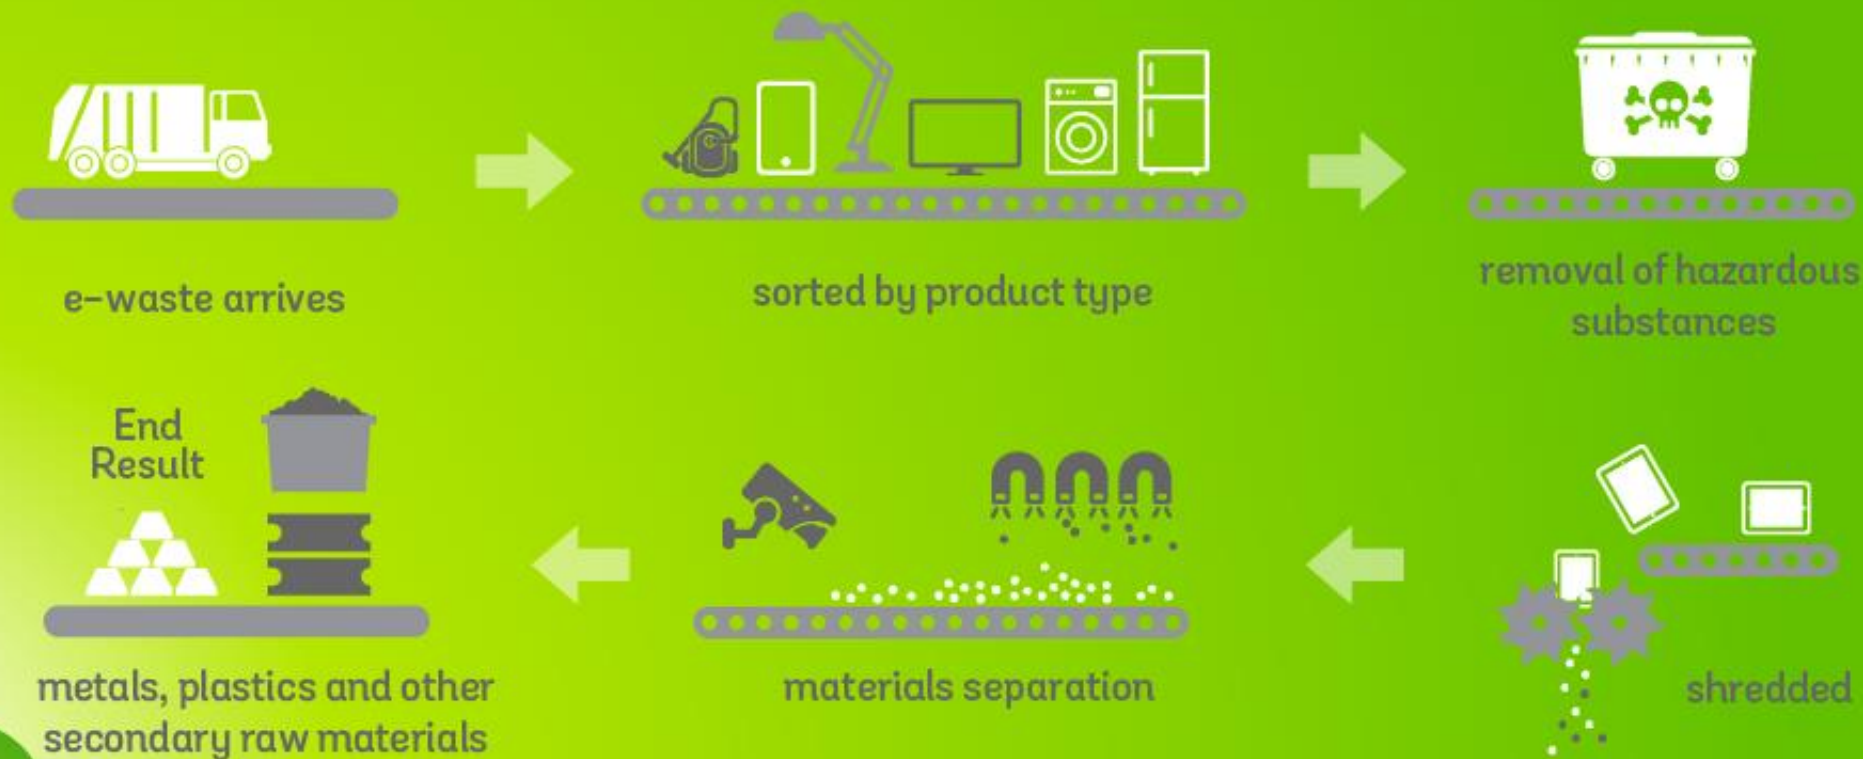 e-waste arrives
sorted by product type
removal of hazardous
substances
shredded
materials separation
End
Result
metals, plastics and other
secondary raw materials